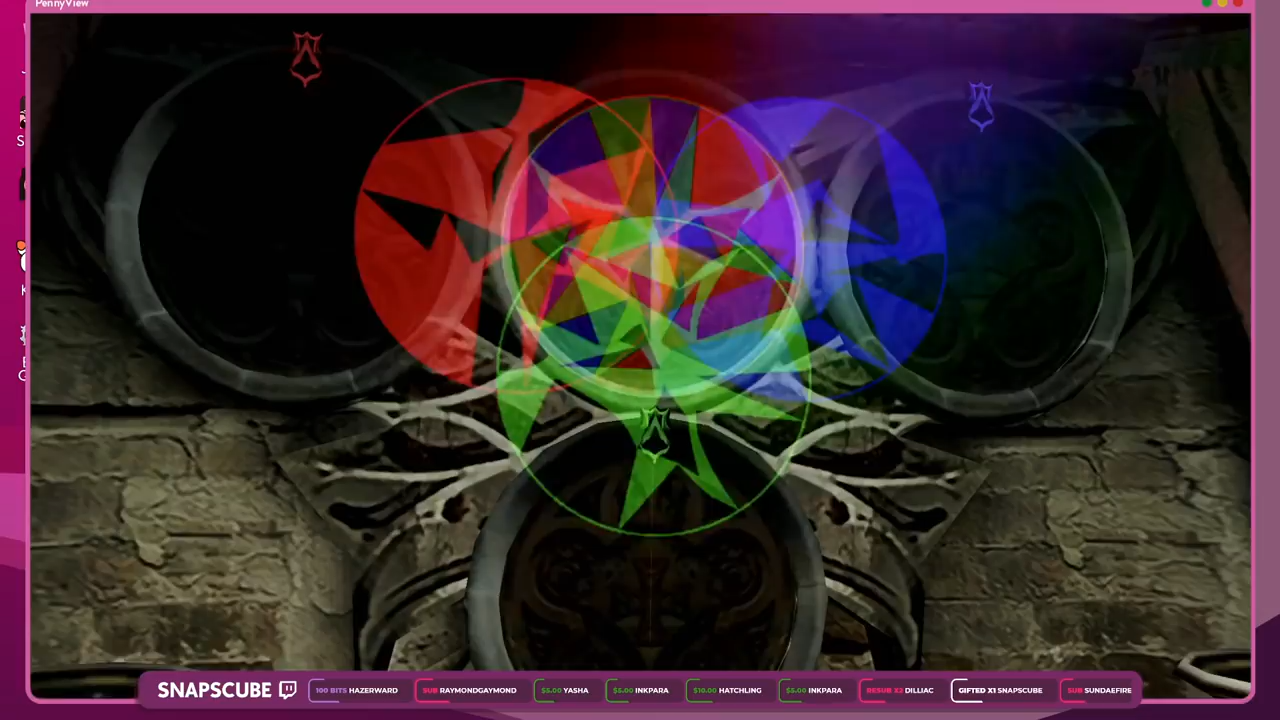 PennyView
SNAPSCUBE
100 BITS HAZERWARD
SUB RAYMONDGAYMOND
$5.00 YASHA
$5.00 INKPARA
$10.00 HATCHLING
$5.00 INKPARA
RESUB X3 DILLIAC
GIFTED X1 SNAPSCUBE
SUB SUNDAEFIRE